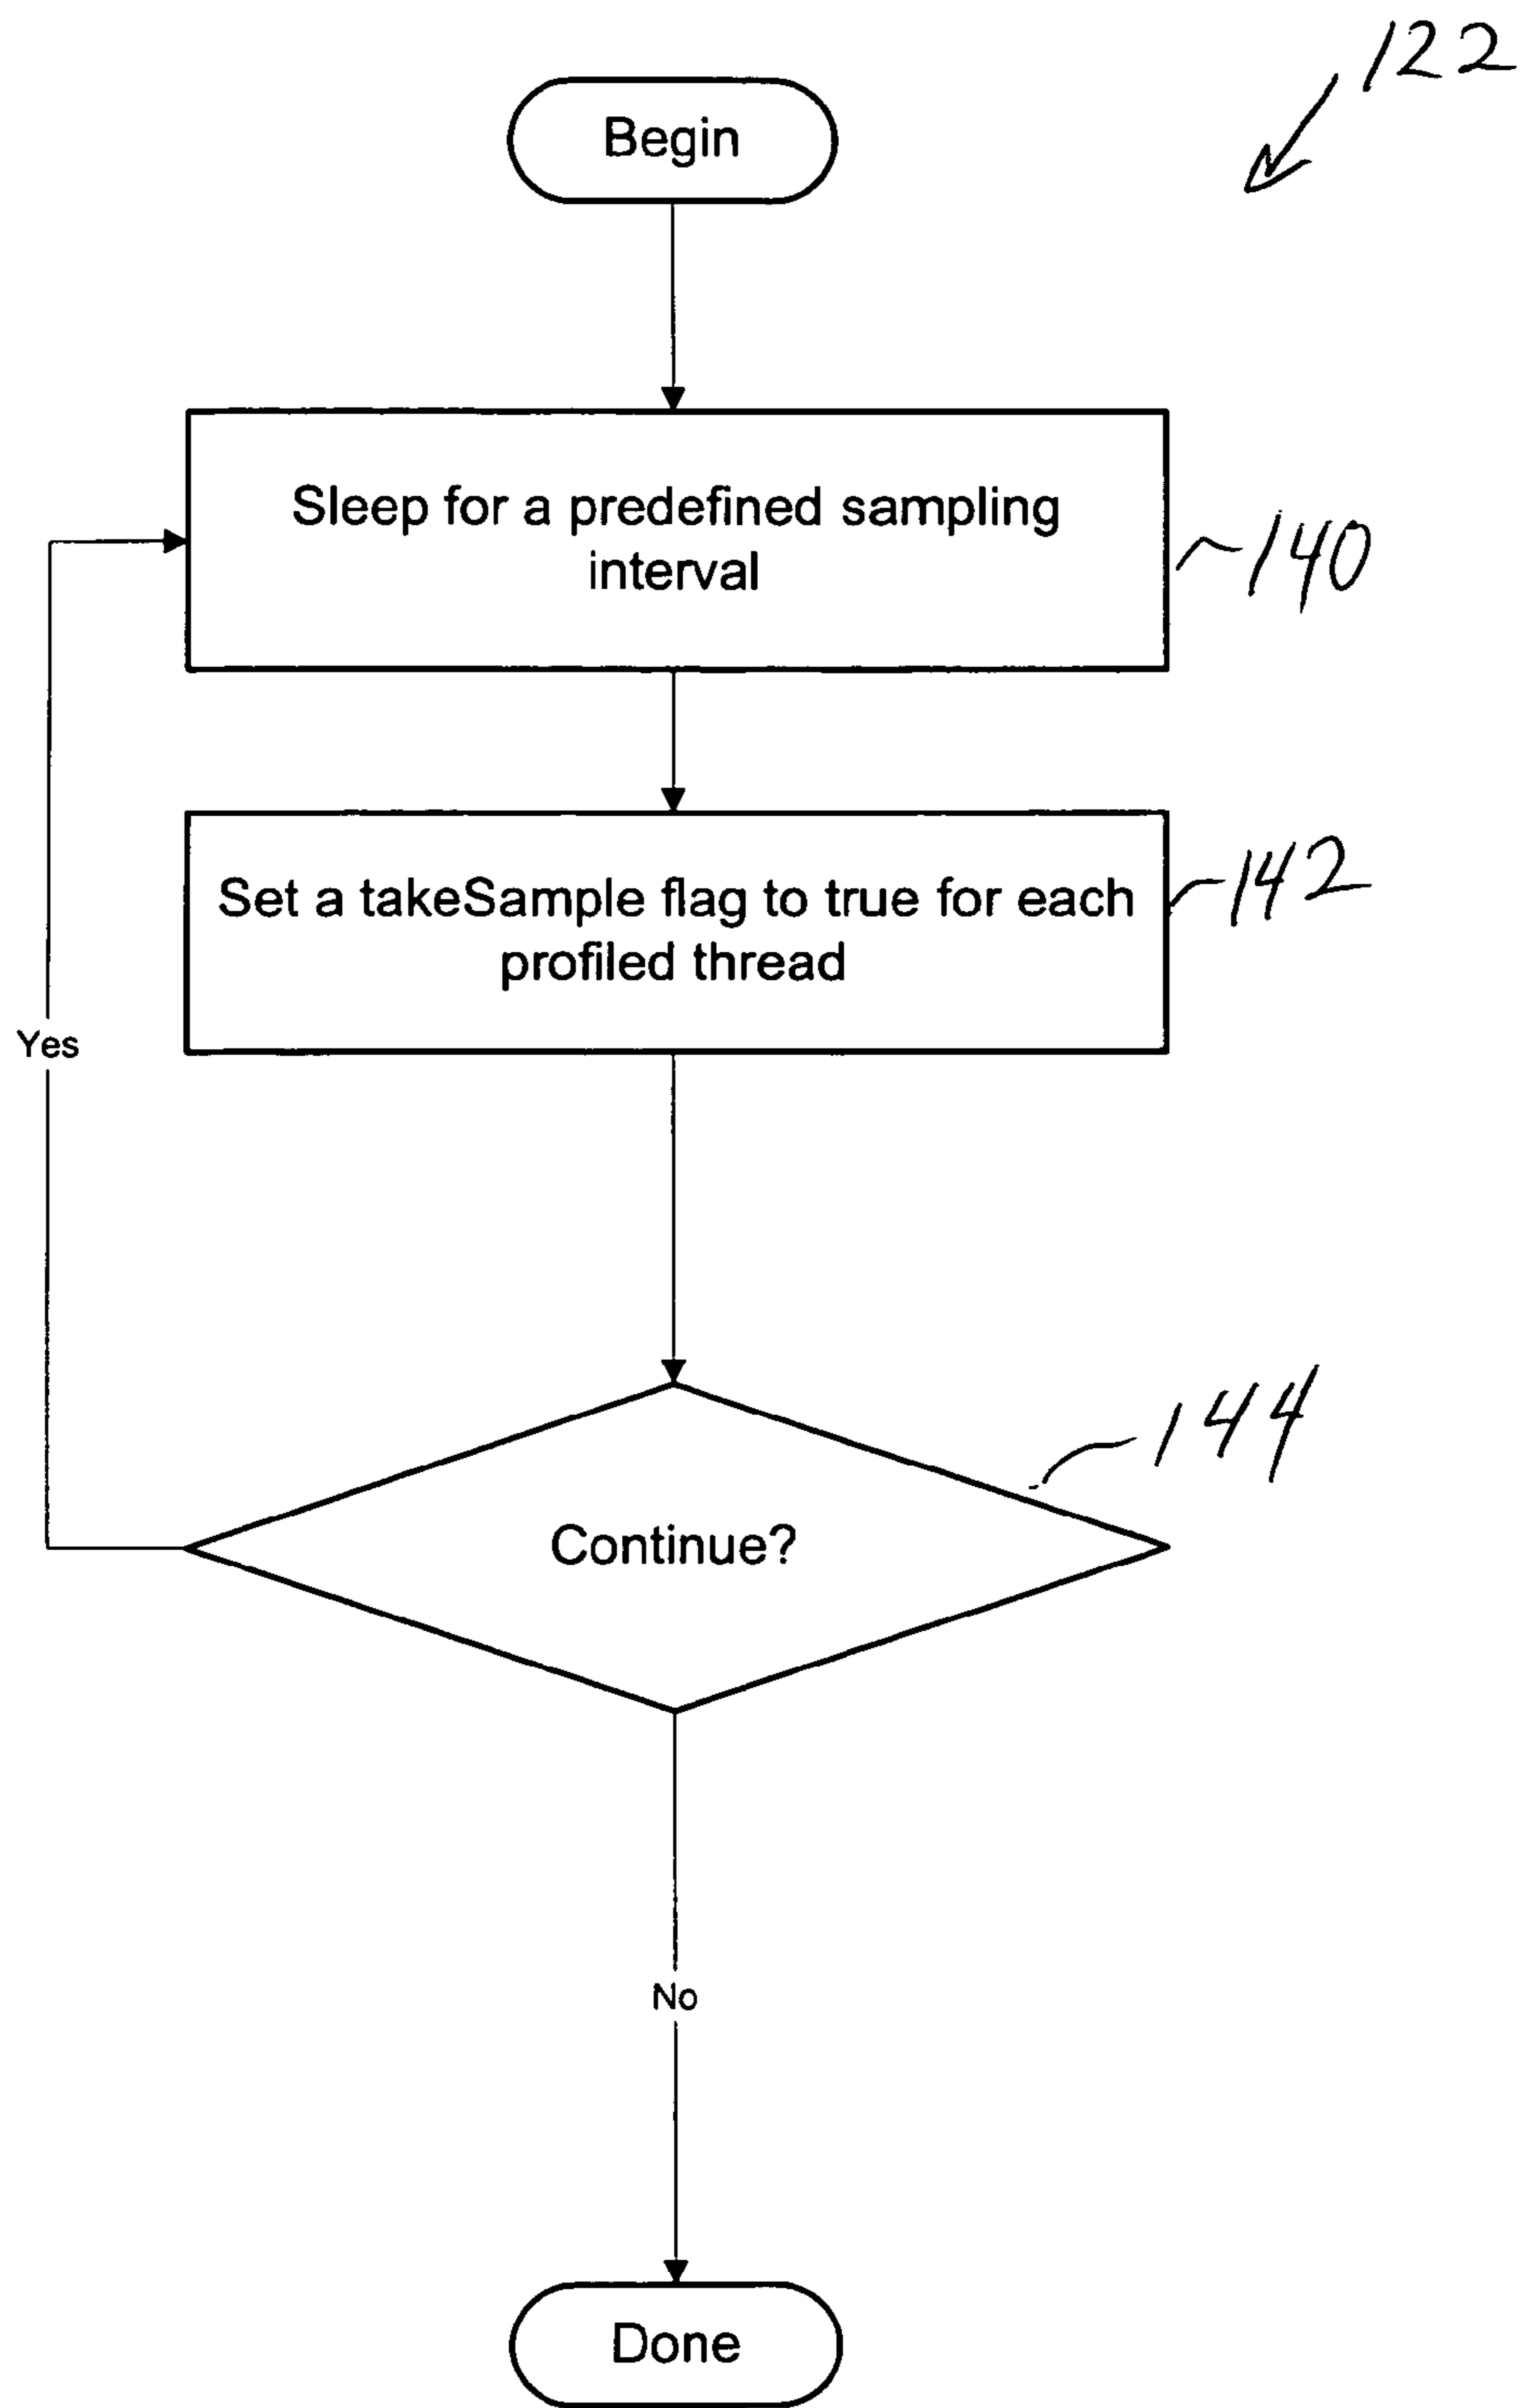 122
Begin
Sleep for a predefined sampling
interval
140
Set a takeSample flag to true for each
profiled thread
142
Yes
144
Continue?
No
Done